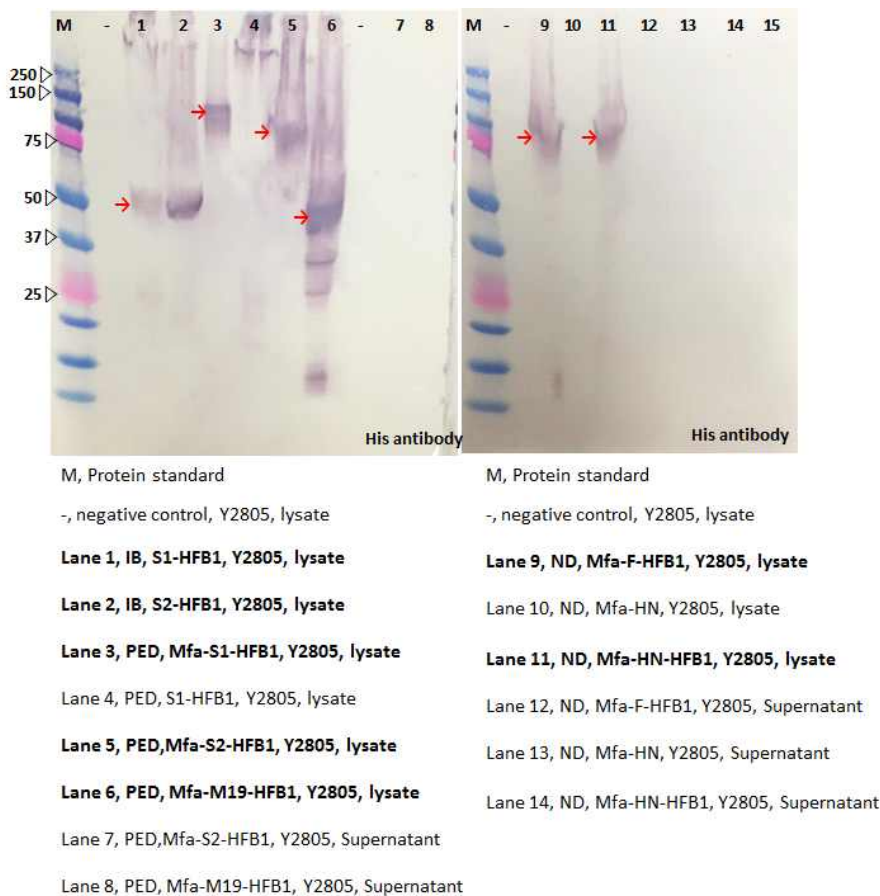 M - 1 2 3 4 5 6 - 7 8
M - 9 10 11 12 13 14 15
250
150
75
50
37
25
His antibody
His antibody
M, Protein standard
-, negative control, Y2805, lysate
Lane 1, IB, S1-HFB1, Y2805, lysate
Lane 2, IB, S2-HFB1, Y2805, lysate
Lane 3, PED, Mfa-S1-HFB1, Y2805, lysate
Lane 4, PED, S1-HFB1, Y2805, lysate
Lane 5, PED,Mfa-S2-HFB1, Y2805, lysate
Lane 6, PED, Mfa-M19-HFB1, Y2805, lysate
Lane 7, PED,Mfa-S2-HFB1, Y2805, Supernatant
Lane 8, PED, Mfa-M19-HFB1, Y2805, Supernatant
M, Protein standard
-, negative control, Y2805, lysate
Lane 9, ND, Mfa-F-HFB1, Y2805, lysate
Lane 10, ND, Mfa-HN, Y2805, lysate
Lane 11, ND, Mfa-HN-HFB1, Y2805, lysate
Lane 12, ND, Mfa-F-HFB1, Y2805, Supernatant
Lane 13, ND, Mfa-HN, Y2805, Supernatant
Lane 14, ND, Mfa-HN-HFB1, Y2805, Supernatant